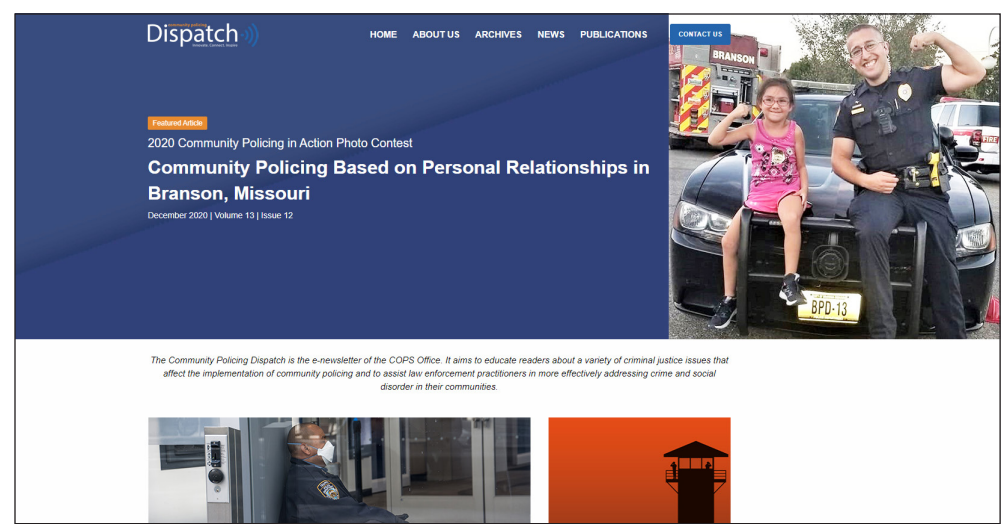 community policing
Dispatch
Innovate. Connect. Inspire.
HOME ABOUT US ARCHIVES NEWS PUBLICATIONS CONTACT US
BRANSON
FIRE
Featured Article
2020 Community Policing in Action Photo Contest
Community Policing Based on Personal Relationships in
Branson, Missouri
December 2020 | Volume 13 | Issue 12
BPD-13
The Community Policing Dispatch is the e-newsletter of the COPS Office. It aims to educate readers about a variety of criminal justice issues that
affect the implementation of community policing and to assist law enforcement practitioners in more effectively addressing crime and social
disorder in their communities.